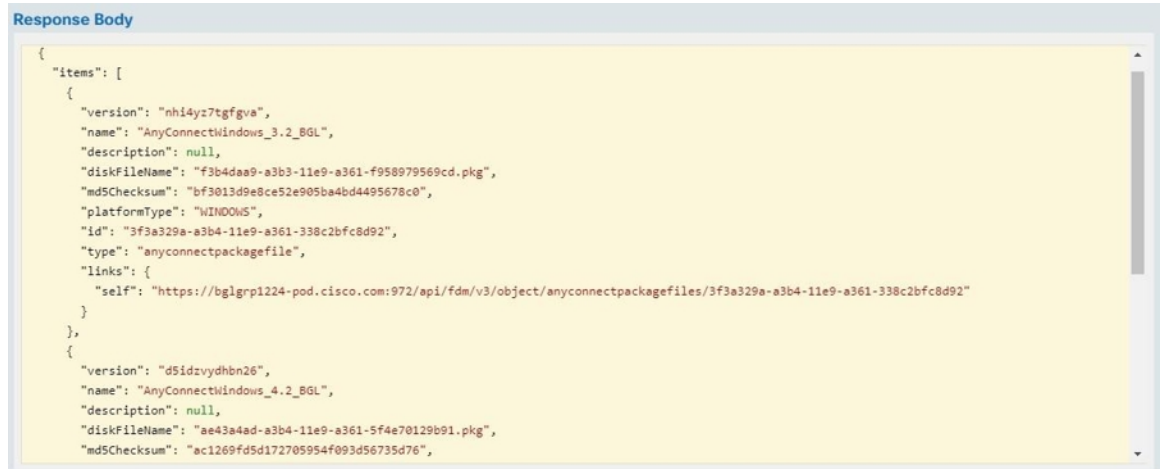 Response Body
{
"items": [
{
"version": "nhi4yz7tgfgva",
"name": "AnyConnectWindows_3.2_BGL",
"description": null,
"diskFileName": "f3b4daa9-a3b3-11e9-a361-f958979569cd.pkg",
"md5Checksum": "bf3013d9e8ce52e905ba4bd4495678c0",
"platformType": "WINDOWS",
"id": "3f3a329a-a3b4-11e9-a361-338c2bfc8d92",
"type": "anyconnectpackagefile",
"links": {
"self": "https://bglgrp1224-pod.cisco.com:972/api/fdm/v3/object/anyconnectpackagefiles/3f3a329a-a3b4-11e9-a361-338c2bfc8d92"
}
},
{
"version": "d5idzvydhbn26",
"name": "AnyConnectWindows_4.2_BGL",
"description": null,
"diskFileName": "ae43a4ad-a3b4-11e9-a361-5f4e70129b91.pkg",
"md5Checksum": "ac1269fd5d172705954f093d56735d76",